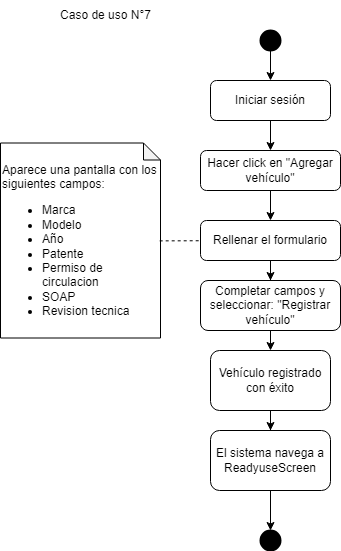 Caso de uso N°7
Iniciar sesión
Hacer click en "Agregar
vehículo"
Aparece una pantalla con los
siguientes campos:
• Marca
• Modelo
• Año
• Patente
• Permiso de
circulacion
• SOAP
• Revision tecnica
Rellenar el formulario
Completar campos y
seleccionar: "Registrar
vehículo"
Vehículo registrado
con éxito
El sistema navega a
ReadyuseScreen